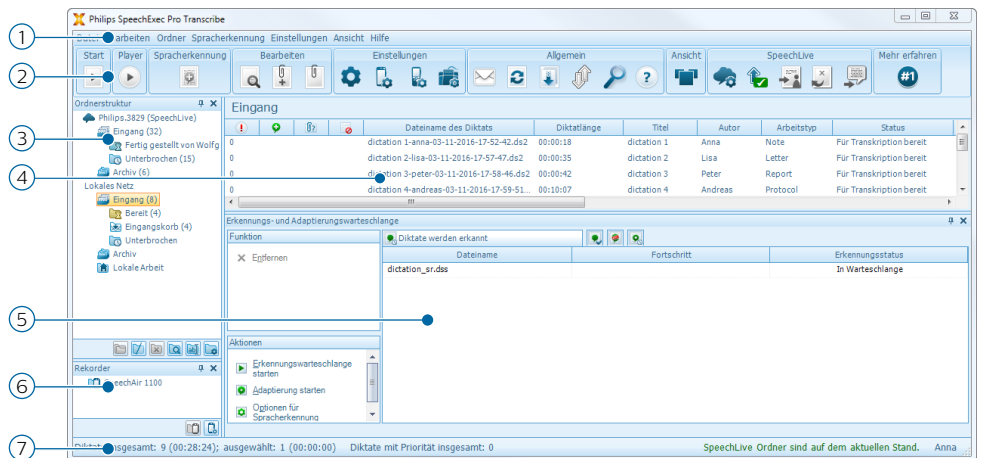 Philips SpeechExec Pro Transcribe
1
Ordner Spracherkennung Einstellungen Ansicht Hilfe
Start Player Spracherkennung Bearbeiten Einstellungen Allgemein Ansicht SpeechLive Mehr erfahren
2
#1
Ordnerstruktur
Philips.3829 (SpeechLive)
Eingang (32)
3
Fertig gestellt von Wolfg
Unterbrochen (15)
Archiv (6)
Lokales Netz
Eingang (8)
Bereit (4)
Eingangskorb (4)
Unterbrochen
Archiv
Lokale Arbeit
Eingang
Dateiname des Diktats Diktatlänge Titel Autor Arbeitstyp Status
0 dictation 1-anna-03-11-2016-17-52-42.ds2 00:00:18 dictation 1 Anna Note Für Transkription bereit
0 dictation 2-lisa-03-11-2016-17-57-47.ds2 00:00:35 dictation 2 Lisa Letter Für Transkription bereit
4
0 3-peter-03-11-2016-17-58-46.ds2 00:00:42 dictation 3 Peter Report Für Transkription bereit
0 dictation 4-andreas-03-11-2016-17-59-51... 00:10:07 dictation 4 Andreas Protocol Für Transkription bereit
Erkennungs- und Adaptierungswarteschlange
Funktion
Entfernen
Diktate werden erkannt
Dateiname Fortschritt Erkennungsstatus
dictation_sr.dss In Warteschlange
5
Aktionen
Erkennungswarteschlange
starten
Adaptierung starten
Optionen für
Spracherkennung
Rekorder
6
1100
7
insgesamt: 9 (00:28:24); ausgewählt: 1 (00:00:00) Diktate mit Priorität insgesamt: 0 SpeechLive Ordner sind auf dem aktuellen Stand. Anna